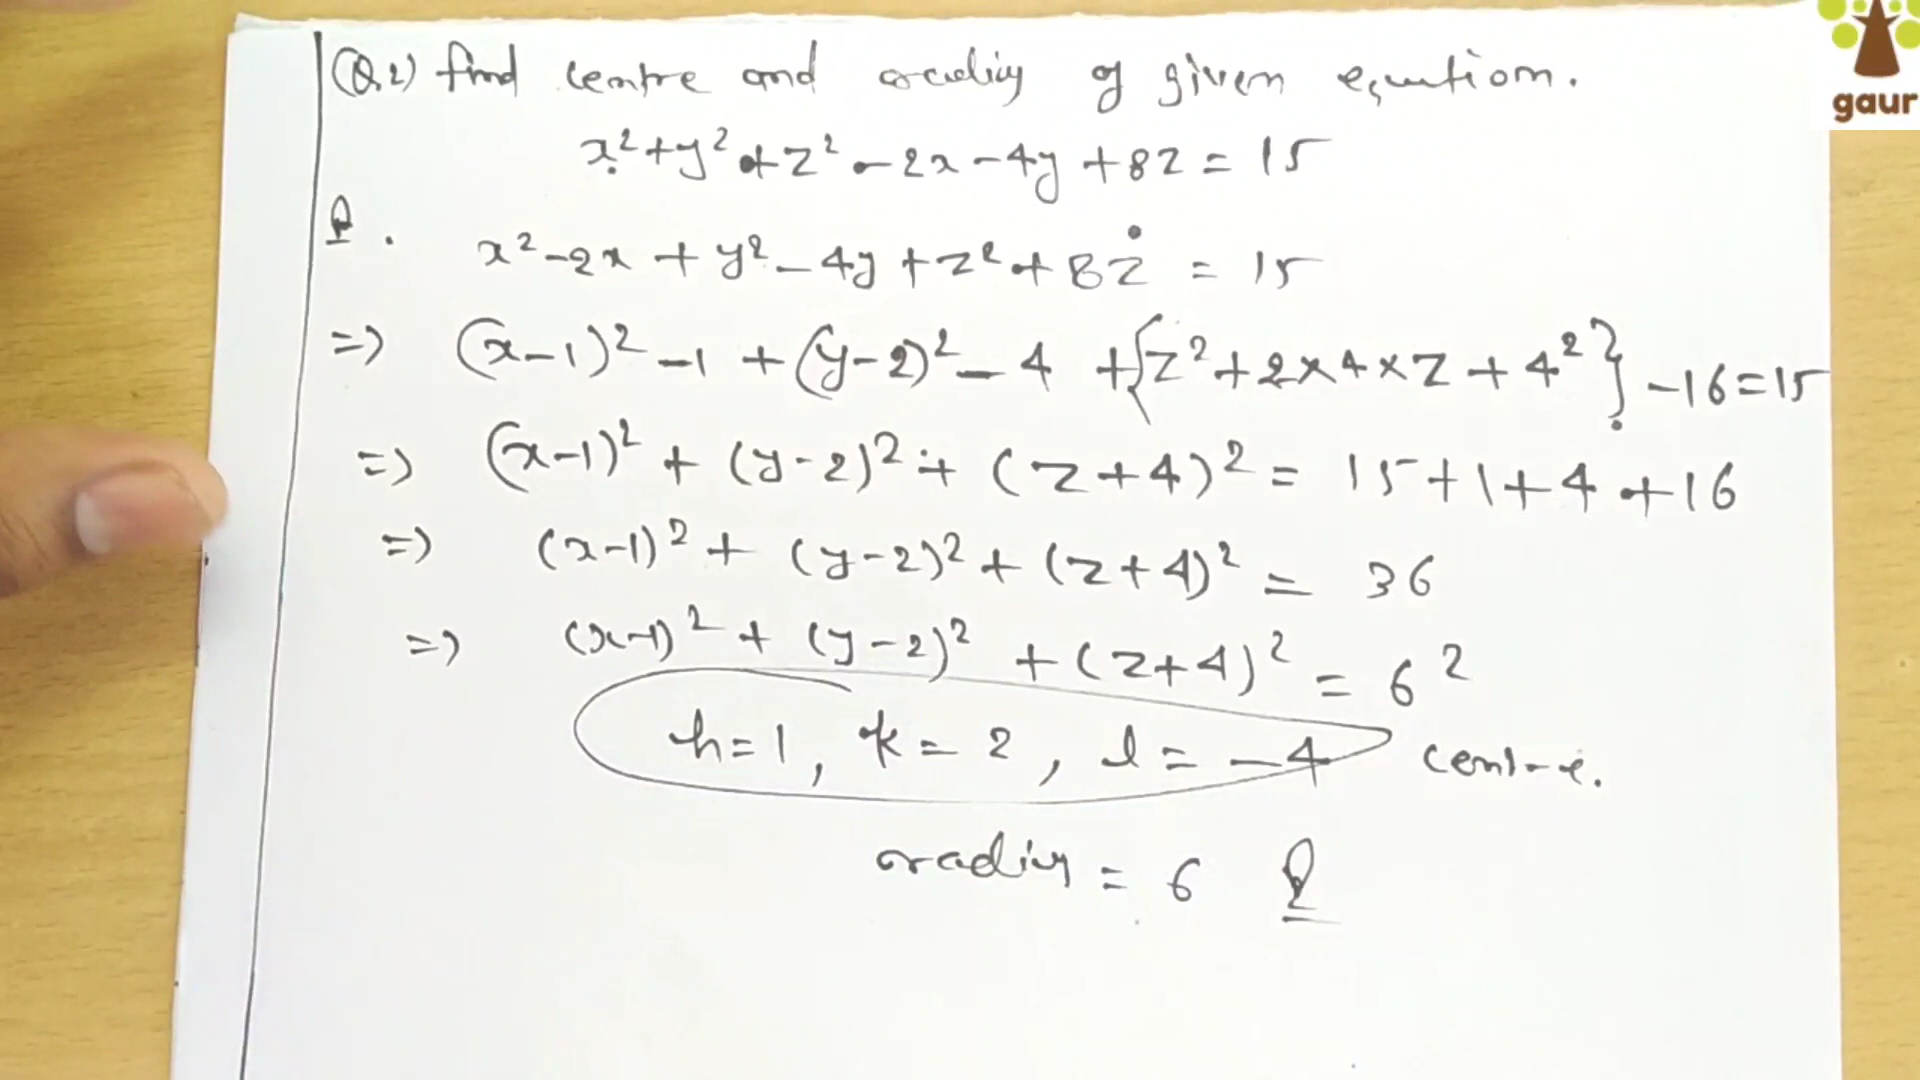 Q.2) find centre and radius of given equation.
x²+y²+z²-2x-4y+8z=15
x²-2x+y²-4y+z²+8z=15
=> (x-1)²-1+(y-2)²-4+{z²+2×4×z+4²}-16=15
=> (x-1)²+(y-2)²+(z+4)²=15+1+4+16
=> (x-1)²+(y-2)²+(z+4)²=36
=> (x-1)²+(y-2)²+(z+4)²=6²
h=1, k=2, l=-4 centre.
radius=6
gaur